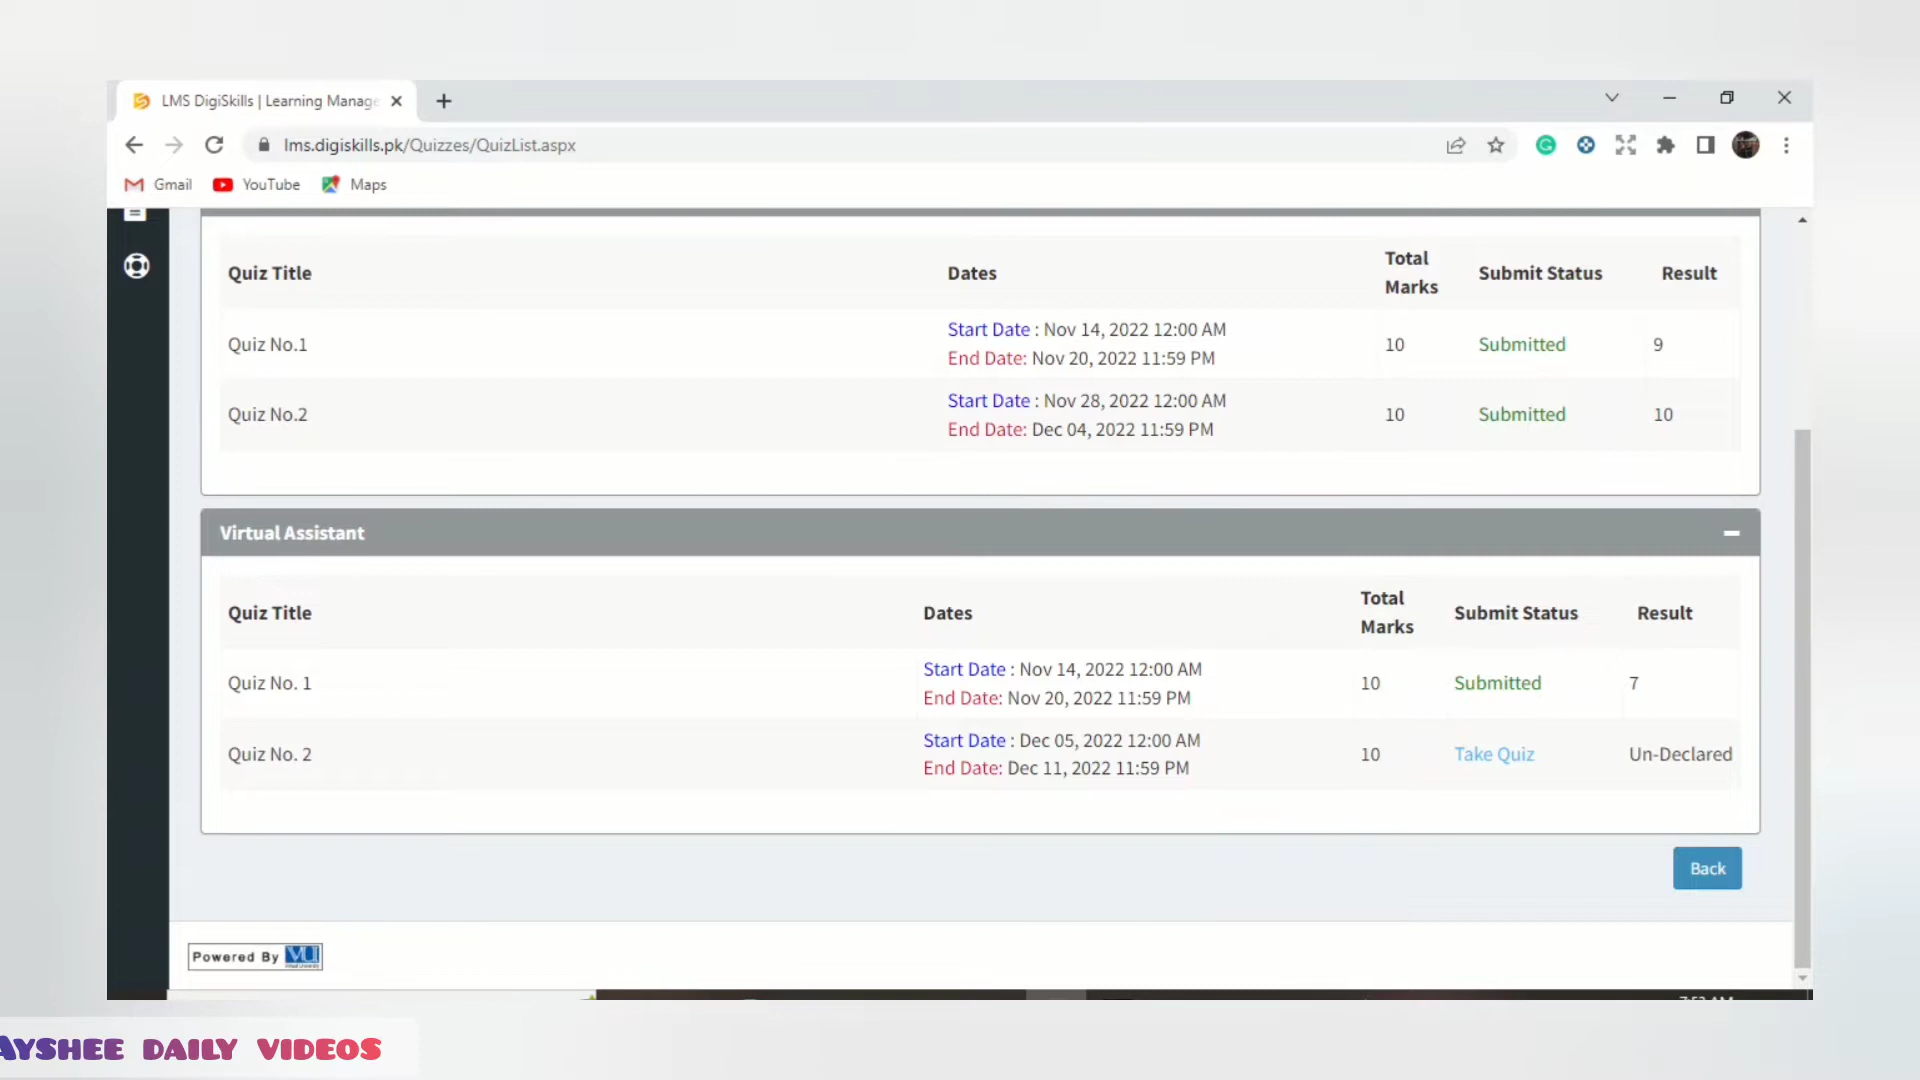 LMS DigiSkills | Learning Manage
lms.digiskills.pk/Quizzes/QuizList.aspx
Gmail YouTube Maps
Quiz Title Dates Total Marks Submit Status Result
Quiz No.1 Start Date : Nov 14, 2022 12:00 AM 10 Submitted 9
End Date: Nov 20, 2022 11:59 PM
Quiz No.2 Start Date : Nov 28, 2022 12:00 AM 10 Submitted 10
End Date: Dec 04, 2022 11:59 PM
Virtual Assistant
Quiz Title Dates Total Marks Submit Status Result
Quiz No. 1 Start Date : Nov 14, 2022 12:00 AM 10 Submitted 7
End Date: Nov 20, 2022 11:59 PM
Quiz No. 2 Start Date : Dec 05, 2022 12:00 AM 10 Take Quiz Un-Declared
End Date: Dec 11, 2022 11:59 PM
Back
Powered By VU
AYSHEE DAILY VIDEOS